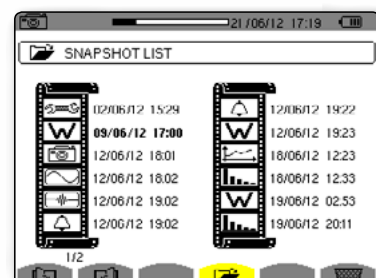 21/06/12 17:19
SNAPSHOT LIST
02/06/12 15:29
W 09/06/12 17:00
12/06/12 18:01
12/06/12 18:02
12/06/12 19:02
12/06/12 19:02
12/06/12 19:22
W 12/06/12 19:23
18/06/12 12:23
18/06/12 12:33
W 19/06/12 02:53
19/06/12 20:11
1/2